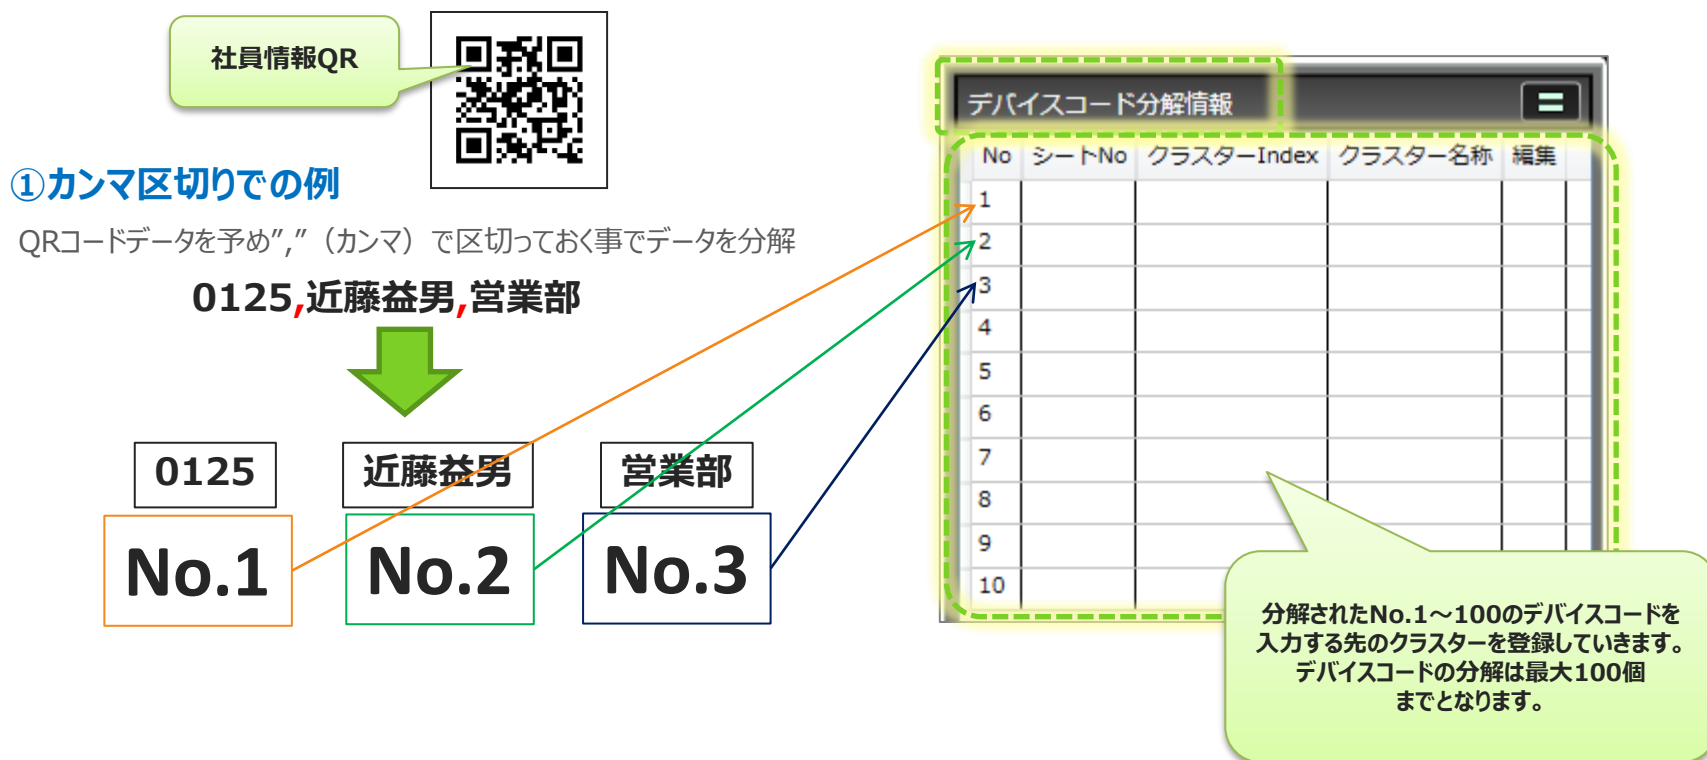 社員情報QR
①カンマ区切りでの例
QRコードデータを予め”,”（カンマ）で区切っておく事でデータを分解
0125,近藤益男,営業部
0125
近藤益男
営業部
No.1
No.2
No.3
デバイスコード分解情報
No シートNo クラスターIndex クラスター名称 編集
1
2
3
4
5
6
7
8
9
10
分解されたNo.1～100のデバイスコードを
入力する先のクラスターを登録していきます。
デバイスコードの分解は最大100個
までとなります。